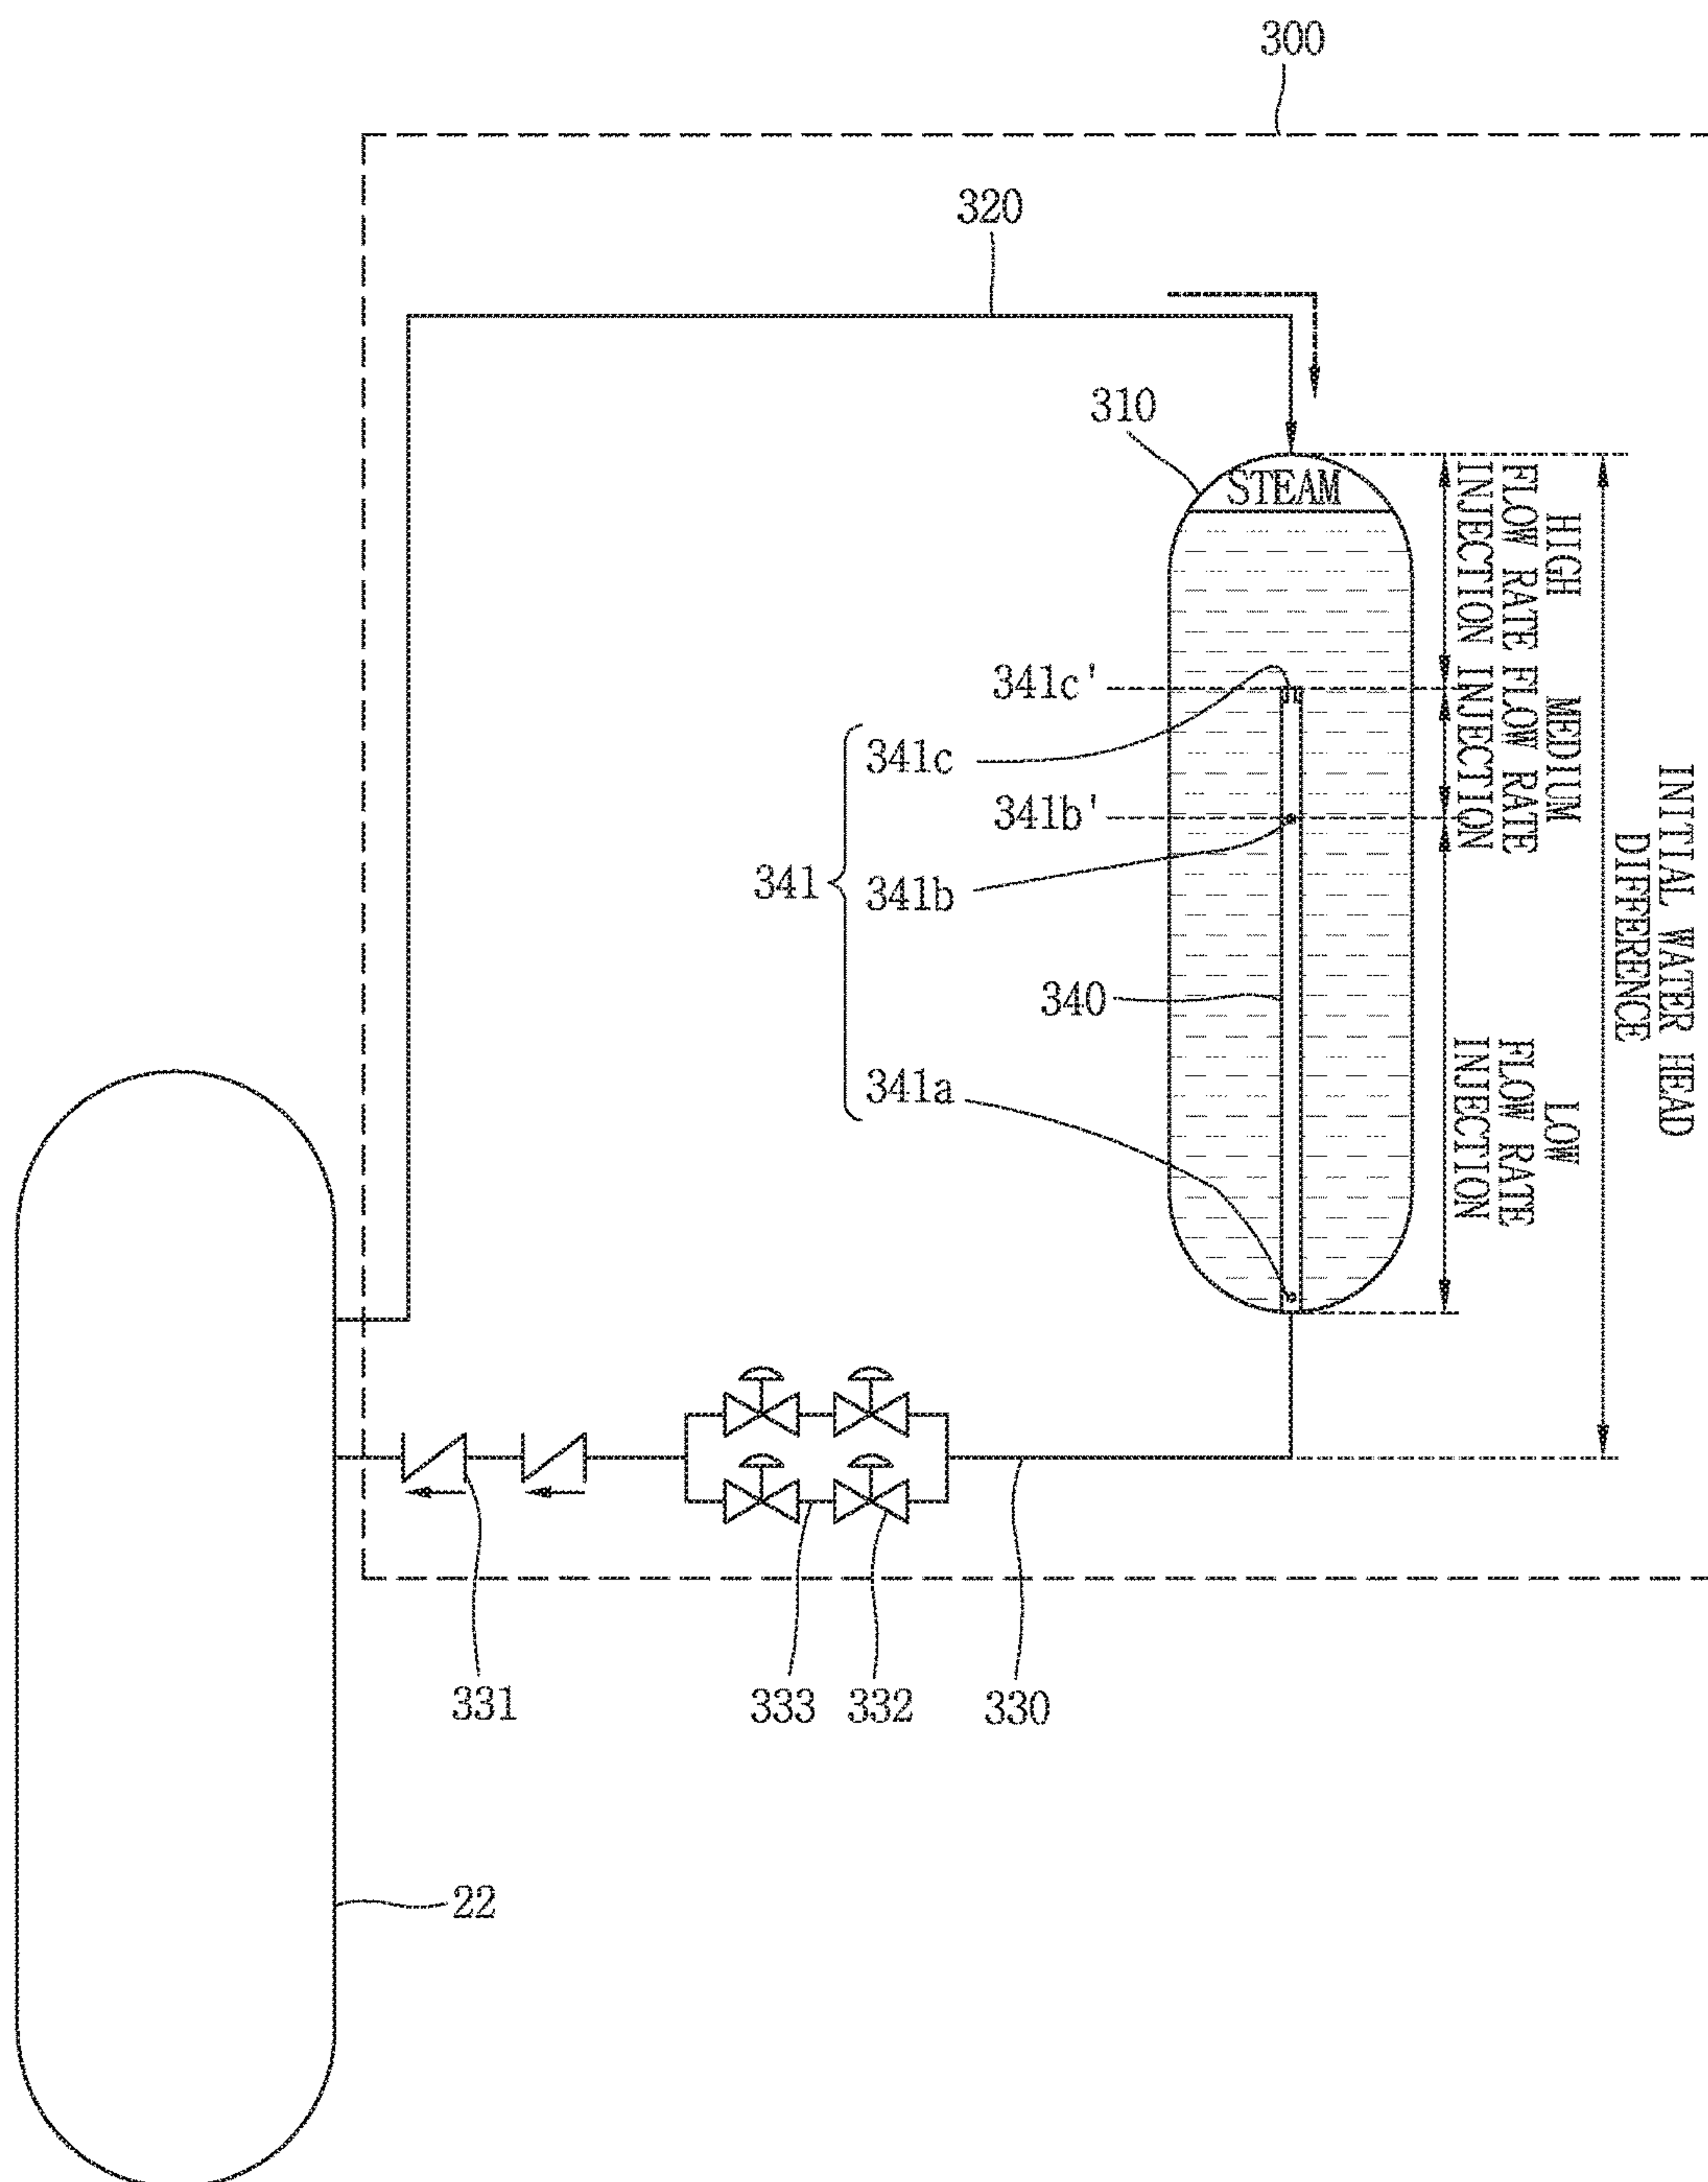 300
320
310
STEAM
HIGH
FLOW RATE
INJECTION
341c'
MEDIUM
FLOW RATE
INJECTION
341c
341b'
341
341b
INITIAL WATER HEAD
DIFFERENCE
340
341a
LOW
FLOW RATE
INJECTION
331
333
332
330
22